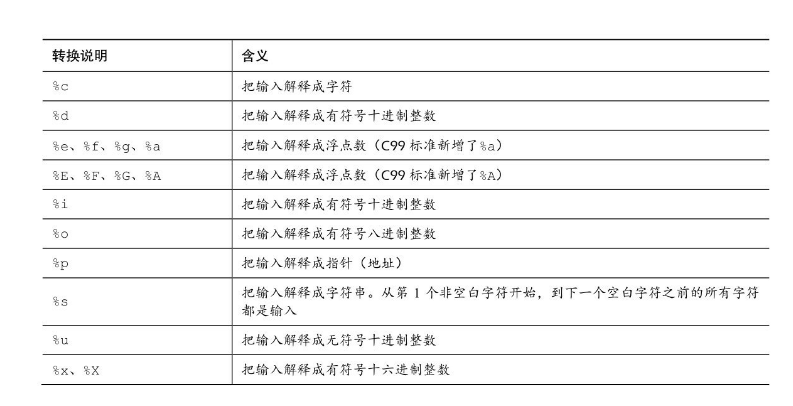 转换说明 含义
%c 把输入解释成字符
%d 把输入解释成有符号十进制整数
%e、%f、%g、%a 把输入解释成浮点数（C99 标准新增了%a）
%E、%F、%G、%A 把输入解释成浮点数（C99 标准新增了%A）
%i 把输入解释成有符号十进制整数
%o 把输入解释成有符号八进制整数
%p 把输入解释成指针（地址）
%s 把输入解释成字符串。从第 1 个非空白字符开始，到下一个空白字符之前的所有字符
都是输入
%u 把输入解释成无符号十进制整数
%x、%X 把输入解释成有符号十六进制整数